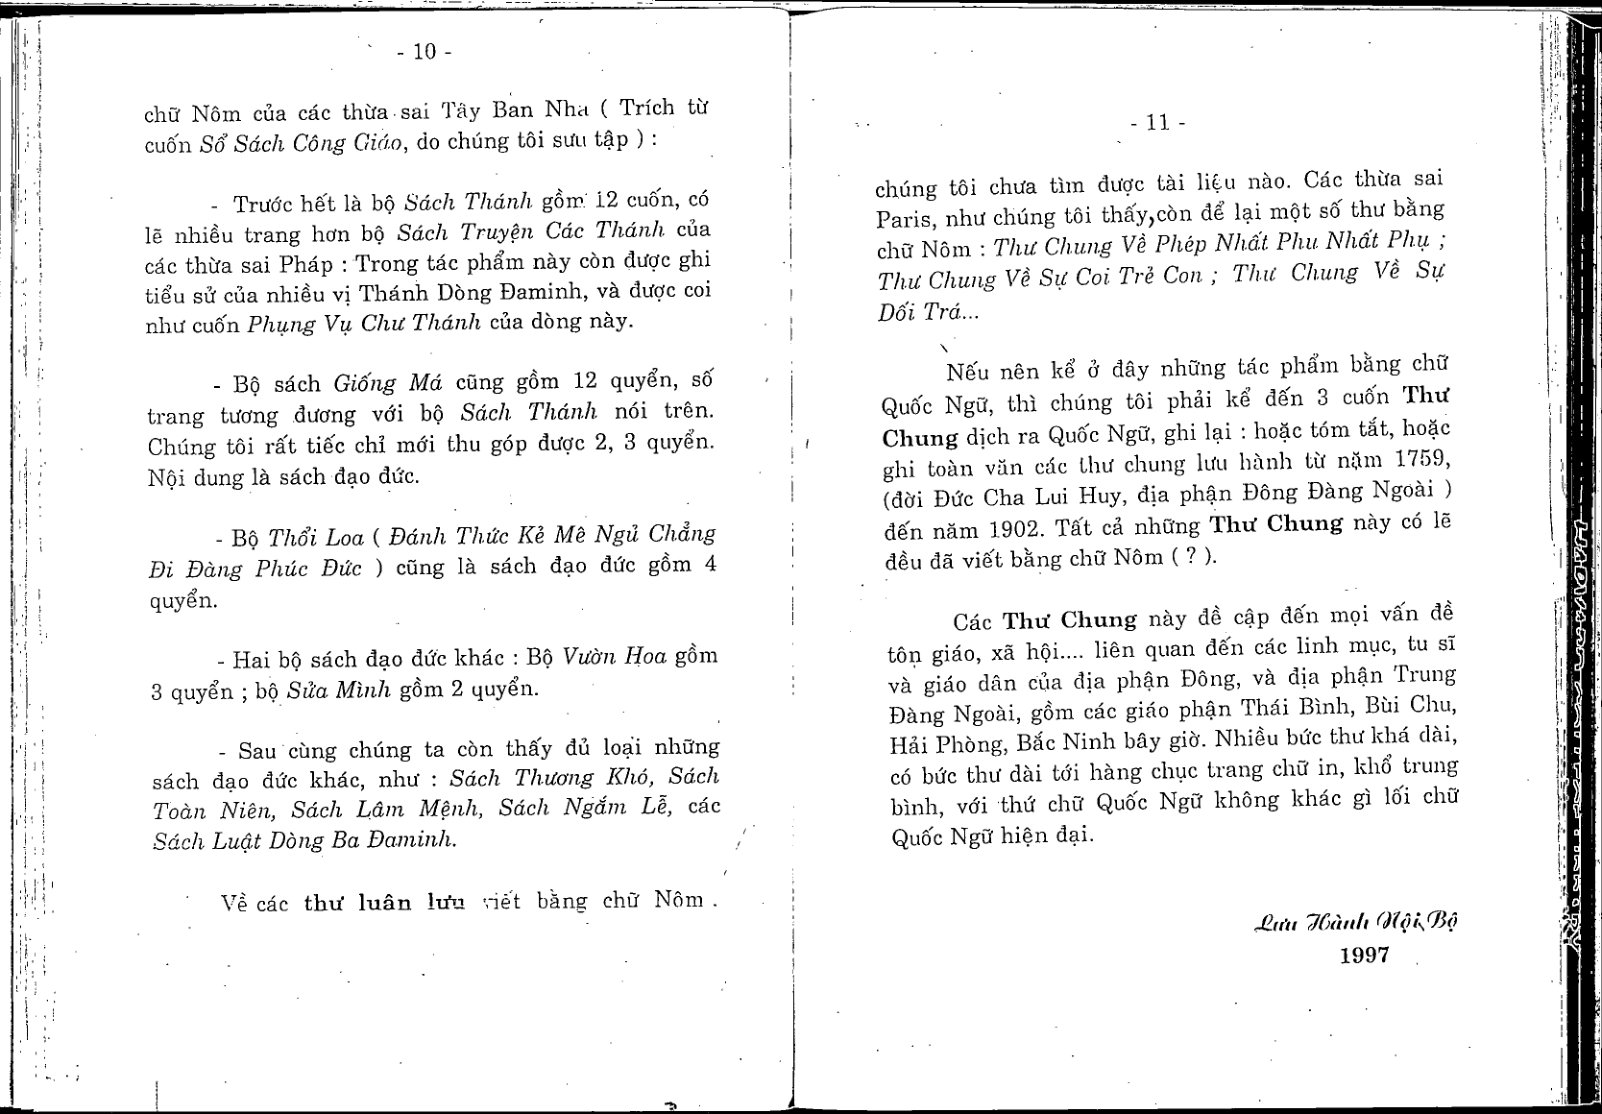 - 10 -
chữ Nôm của các thừa sai Tây Ban Nha ( Trích từ
cuốn Sổ Sách Công Giáo, do chúng tôi sưu tập ) :
- Trước hết là bộ Sách Thánh gồm 12 cuốn, có
lẽ nhiều trang hơn bộ Sách Truyện Các Thánh của
các thừa sai Pháp : Trong tác phẩm này còn được ghi
tiểu sử của nhiều vị Thánh Dòng Đaminh, và được coi
như cuốn Phụng Vụ Chư Thánh của dòng này.
- Bộ sách Giống Má cũng gồm 12 quyển, số
trang tương đương với bộ Sách Thánh nói trên.
Chúng tôi rất tiếc chỉ mới thu góp được 2, 3 quyển.
Nội dung là sách đạo đức.
- Bộ Thổi Loa ( Đánh Thức Kẻ Mê Ngủ Chẳng
Đi Đàng Phúc Đức ) cũng là sách đạo đức gồm 4
quyển.
- Hai bộ sách đạo đức khác : Bộ Vườn Hoa gồm
3 quyển ; bộ Sửa Mình gồm 2 quyển.
- Sau cùng chúng ta còn thấy đủ loại những
sách đạo đức khác, như : Sách Thương Khó, Sách
Toàn Niên, Sách Lâm Mệnh, Sách Ngắm Lễ, các
Sách Luật Dòng Ba Đaminh.
Về các thư luân lưu viết bằng chữ Nôm .
- 11 -
chúng tôi chưa tìm được tài liệu nào. Các thừa sai
Paris, như chúng tôi thấy,còn để lại một số thư bằng
chữ Nôm : Thư Chung Về Phép Nhất Phu Nhất Phụ ;
Thư Chung Về Sự Coi Trẻ Con ; Thư Chung Về Sự
Dối Trá...
Nếu nên kể ở đây những tác phẩm bằng chữ
Quốc Ngữ, thì chúng tôi phải kể đến 3 cuốn Thư
Chung dịch ra Quốc Ngữ, ghi lại : hoặc tóm tắt, hoặc
ghi toàn văn các thư chung lưu hành từ năm 1759,
(đời Đức Cha Lui Huy, địa phận Đông Đàng Ngoài )
đến năm 1902. Tất cả những Thư Chung này có lẽ
đều đã viết bằng chữ Nôm ( ? ).
Các Thư Chung này đề cập đến mọi vấn đề
tôn giáo, xã hội.... liên quan đến các linh mục, tu sĩ
và giáo dân của địa phận Đông, và địa phận Trung
Đàng Ngoài, gồm các giáo phận Thái Bình, Bùi Chu,
Hải Phòng, Bắc Ninh bây giờ. Nhiều bức thư khá dài,
có bức thư dài tới hàng chục trang chữ in, khổ trung
bình, với thứ chữ Quốc Ngữ không khác gì lối chữ
Quốc Ngữ hiện đại.
Lưu Hành Nội Bộ
1997